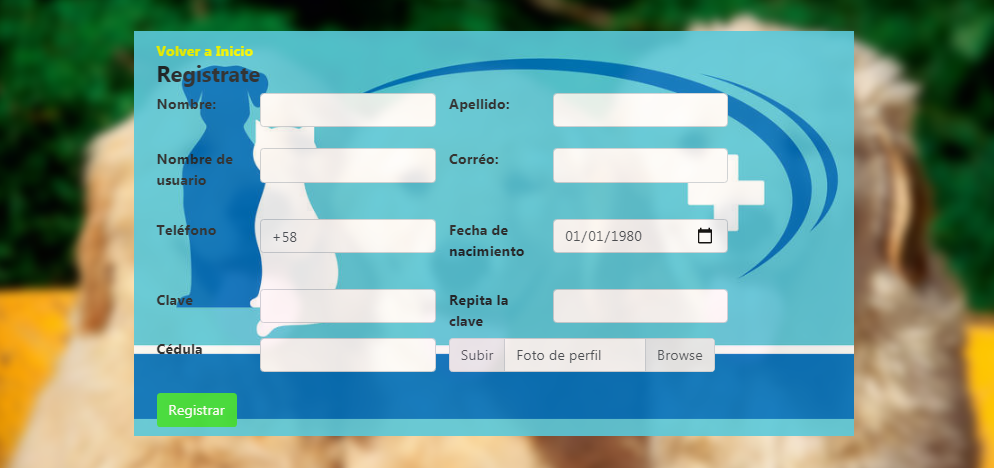 Volver a Inicio
Registrate
Nombre:
Apellido:
Nombre de
usuario
Corréo:
Teléfono
+58
Fecha de
nacimiento
01/01/1980
Clave
Repita la
clave
Cédula
Subir
Foto de perfil
Browse
Registrar